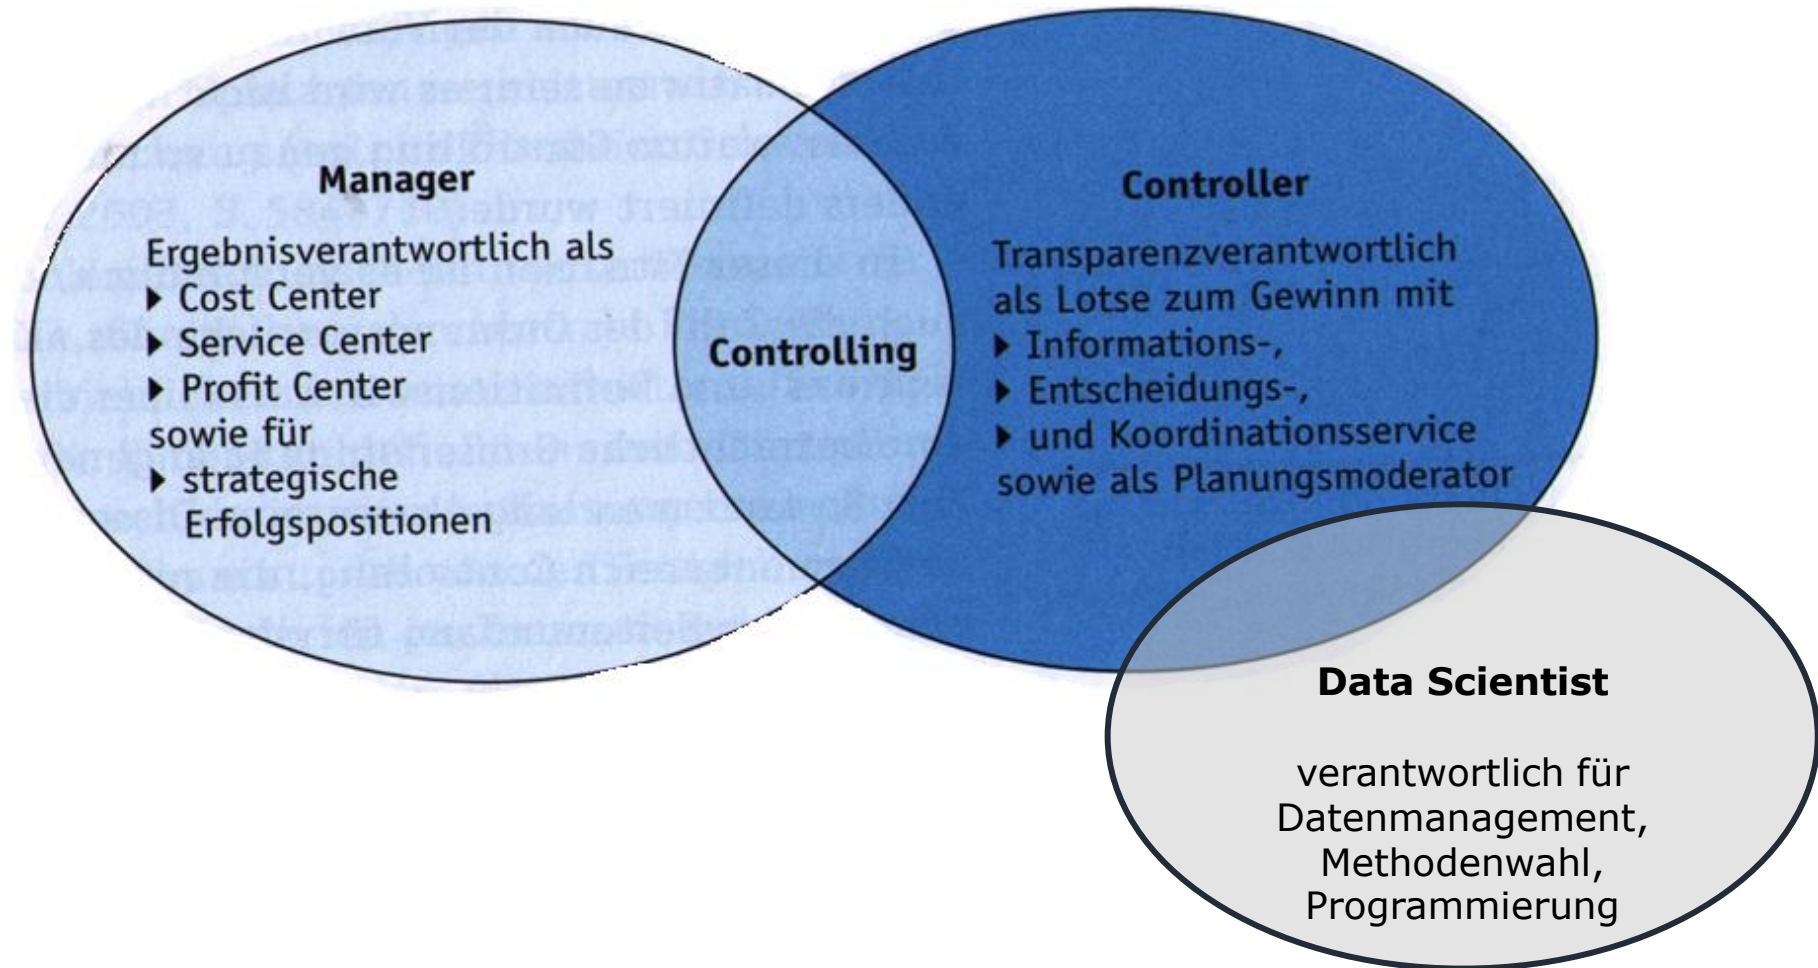 Manager
Ergebnisverantwortlich als
▶ Cost Center
▶ Service Center
▶ Profit Center
sowie für
▶ strategische
Erfolgspositionen
Controlling
Controller
Transparenzverantwortlich
als Lotse zum Gewinn mit
▶ Informations-,
▶ Entscheidungs-,
▶ und Koordinationsservice
sowie als Planungsmoderator
Data Scientist
verantwortlich für
Datenmanagement,
Methodenwahl,
Programmierung